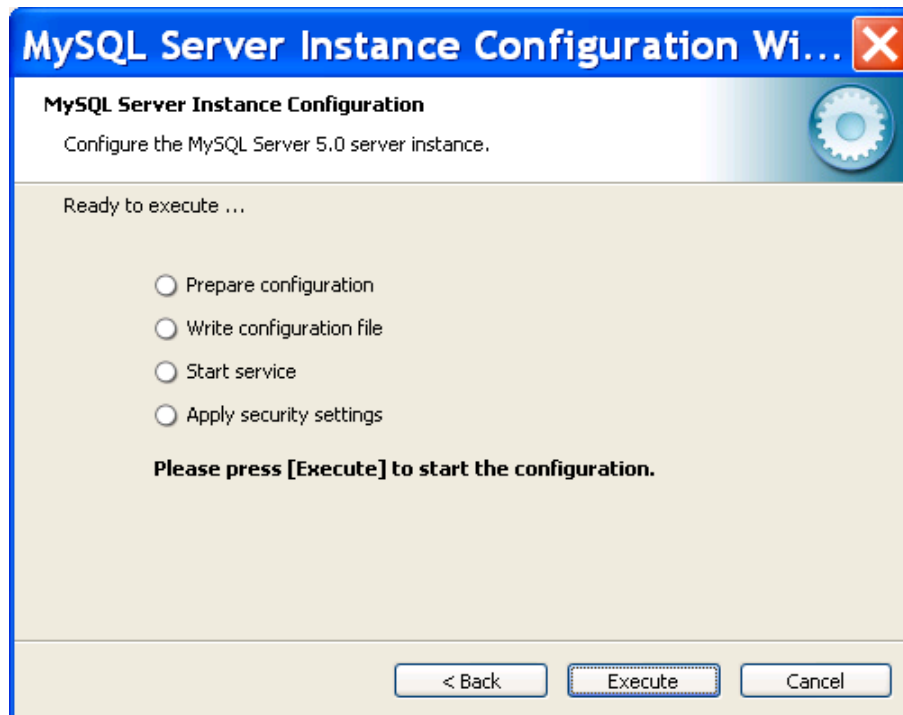 MySQL Server Instance Configuration Wi...
MySQL Server Instance Configuration
Configure the MySQL Server 5.0 server instance.
Ready to execute ...
Prepare configuration
Write configuration file
Start service
Apply security settings
Please press [Execute] to start the configuration.
< Back
Execute
Cancel